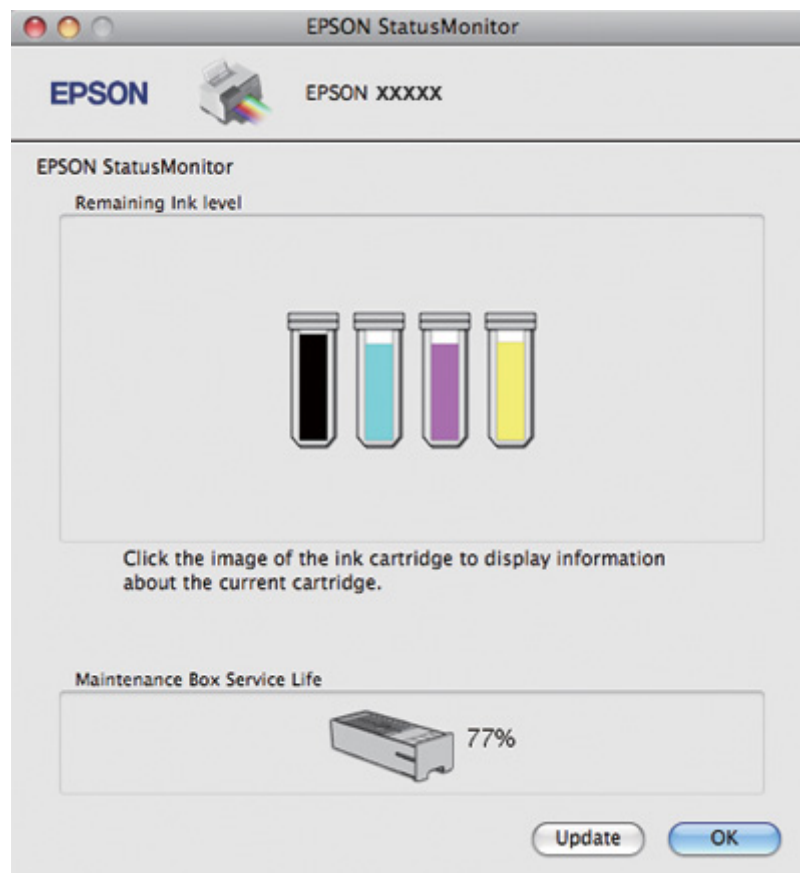 EPSON StatusMonitor
EPSON
EPSON XXXXX
EPSON StatusMonitor
Remaining Ink level
Click the image of the ink cartridge to display information
about the current cartridge.
Maintenance Box Service Life
77%
Update
OK